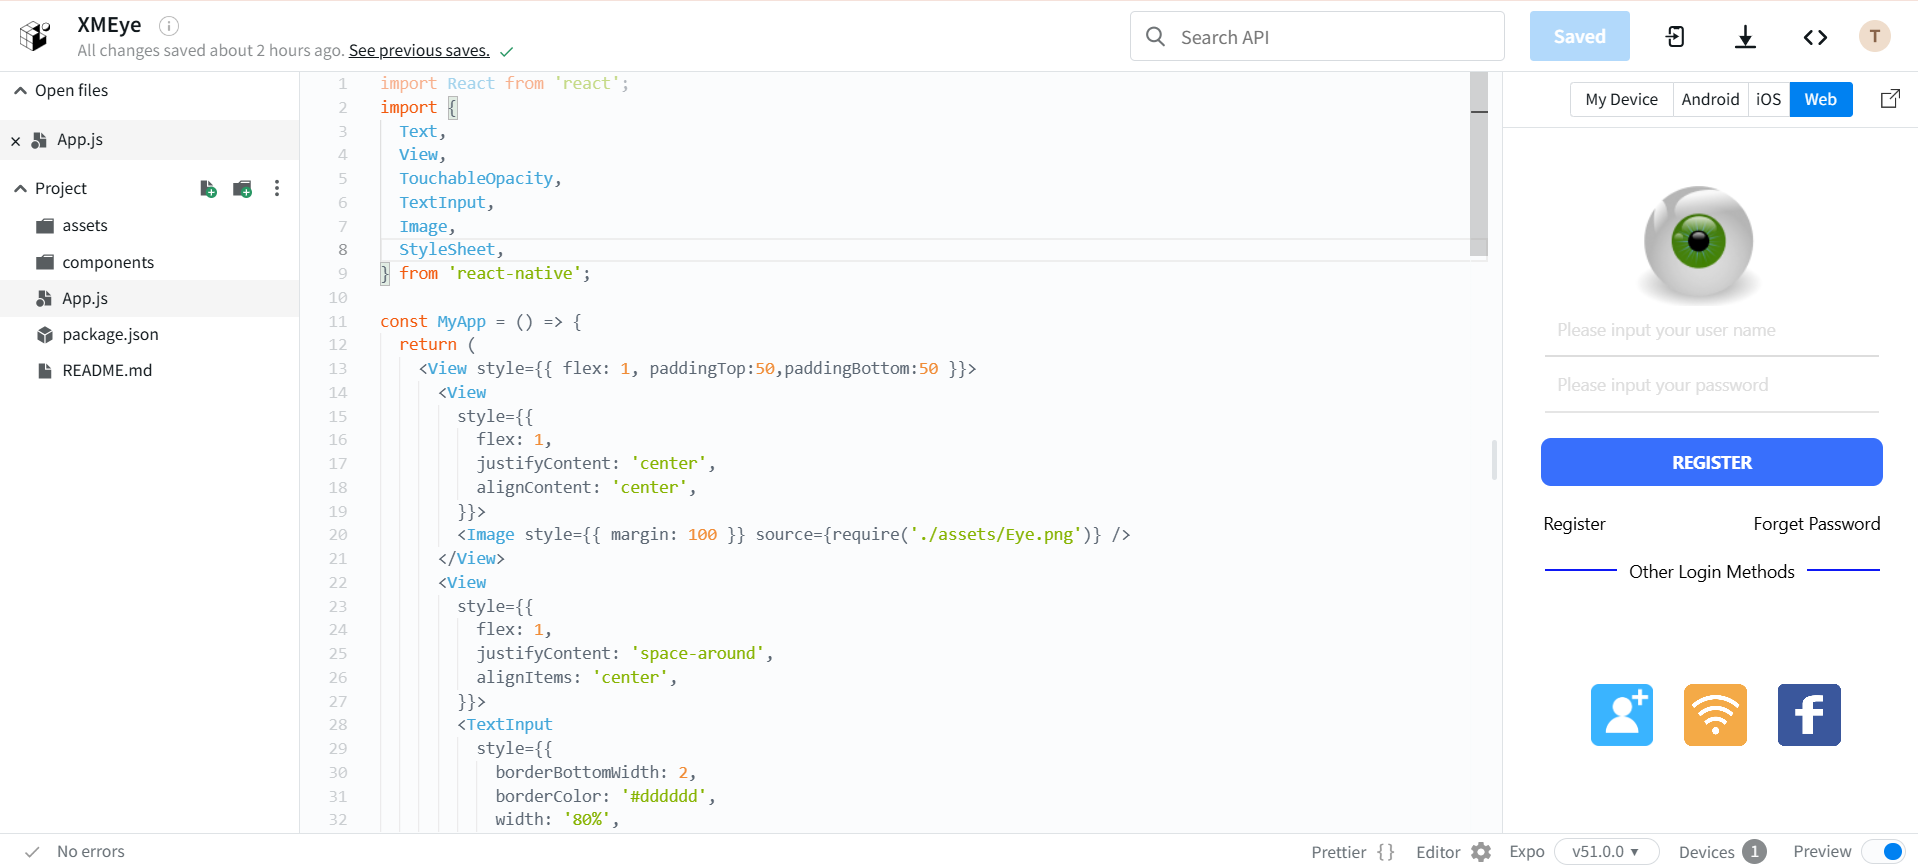 XMEye
All changes saved about 2 hours ago. See previous saves.
Search API
Saved
T
Open files
App.js
Project
assets
components
App.js
package.json
README.md
1 import React from 'react';
2 import {
3 Text,
4 View,
5 TouchableOpacity,
6 TextInput,
7 Image,
8 StyleSheet,
9 } from 'react-native';
10
11 const MyApp = () => {
12 return (
13 <View style={{ flex: 1, paddingTop:50,paddingBottom:50 }}>
14 <View
15 style={{
16 flex: 1,
17 justifyContent: 'center',
18 alignContent: 'center',
19 }}>
20 <Image style={{ margin: 100 }} source={require('./assets/Eye.png')} />
21 </View>
22 <View
23 style={{
24 flex: 1,
25 justifyContent: 'space-around',
26 alignItems: 'center',
27 }}>
28 <TextInput
29 style={{
30 borderBottomWidth: 2,
31 borderColor: '#dddddd',
32 width: '80%',
My Device Android iOS Web
Please input your user name
Please input your password
REGISTER
Register Forget Password
Other Login Methods
No errors
Prettier {} Editor Expo v51.0.0 Devices 1 Preview